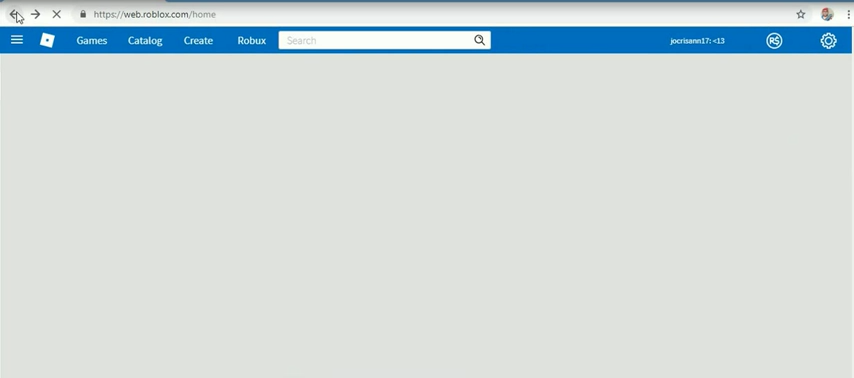 https://web.roblox.com/home
Games Catalog Create Robux Search jocrisann17: <13 R$